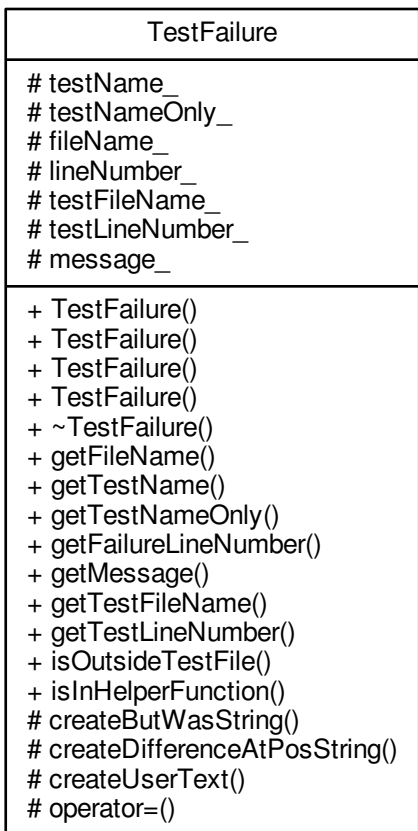 TestFailure
# testName_
# testNameOnly_
# fileName_
# lineNumber_
# testFileName_
# testLineNumber_
# message_
+ TestFailure()
+ TestFailure()
+ TestFailure()
+ TestFailure()
+ ~TestFailure()
+ getFileName()
+ getTestName()
+ getTestNameOnly()
+ getFailureLineNumber()
+ getMessage()
+ getTestFileName()
+ getTestLineNumber()
+ isOutsideTestFile()
+ isInHelperFunction()
# createButWasString()
# createDifferenceAtPosString()
# createUserText()
# operator=()